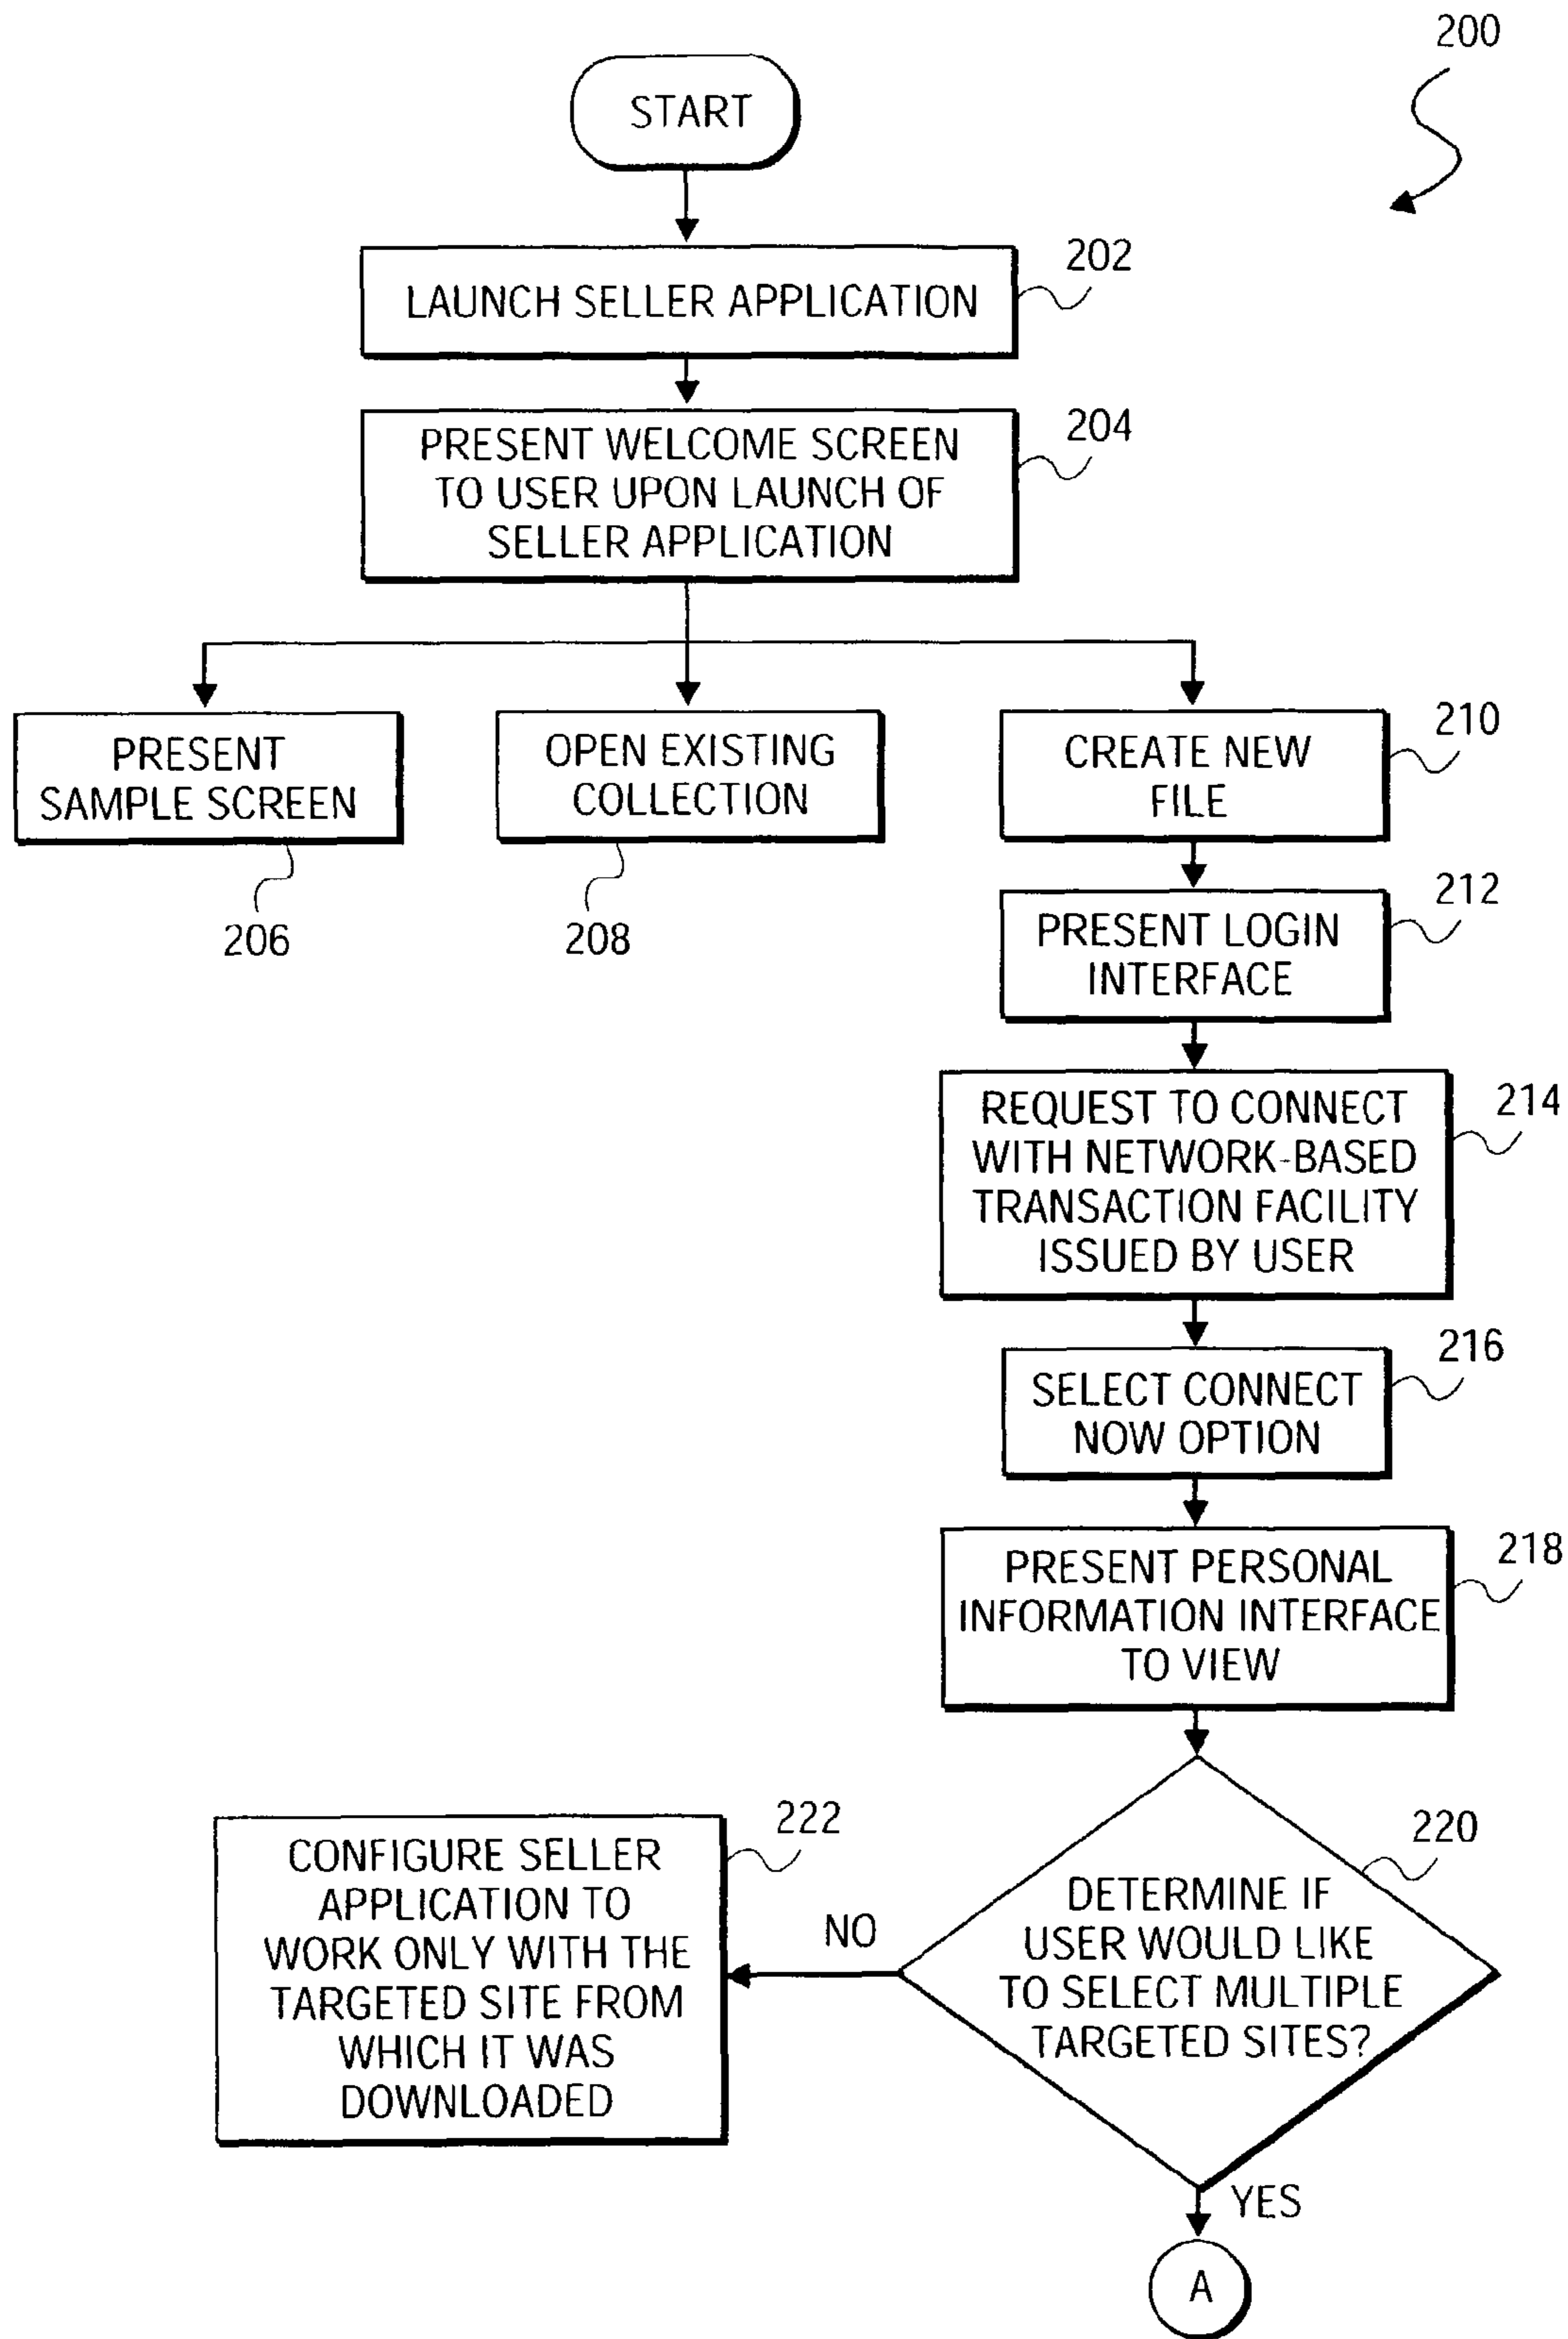 200
START
202
LAUNCH SELLER APPLICATION
204
PRESENT WELCOME SCREEN
TO USER UPON LAUNCH OF
SELLER APPLICATION
PRESENT
SAMPLE SCREEN
206
OPEN EXISTING
COLLECTION
208
210
CREATE NEW
FILE
212
PRESENT LOGIN
INTERFACE
214
REQUEST TO CONNECT
WITH NETWORK-BASED
TRANSACTION FACILITY
ISSUED BY USER
216
SELECT CONNECT
NOW OPTION
218
PRESENT PERSONAL
INFORMATION INTERFACE
TO VIEW
220
DETERMINE IF
USER WOULD LIKE
TO SELECT MULTIPLE
TARGETED SITES?
NO
222
CONFIGURE SELLER
APPLICATION TO
WORK ONLY WITH THE
TARGETED SITE FROM
WHICH IT WAS
DOWNLOADED
YES
A